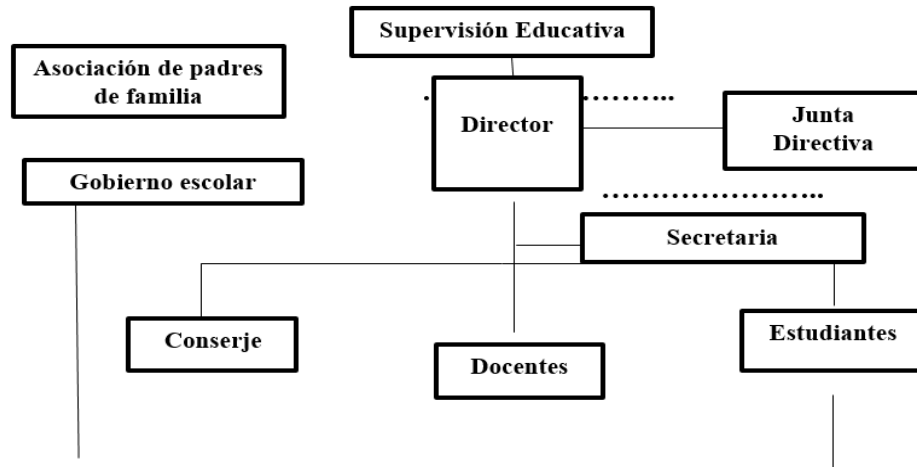 Supervisión Educativa
Asociación de padres
de familia
Director
Junta
Directiva
Gobierno escolar
Secretaria
Conserje
Docentes
Estudiantes